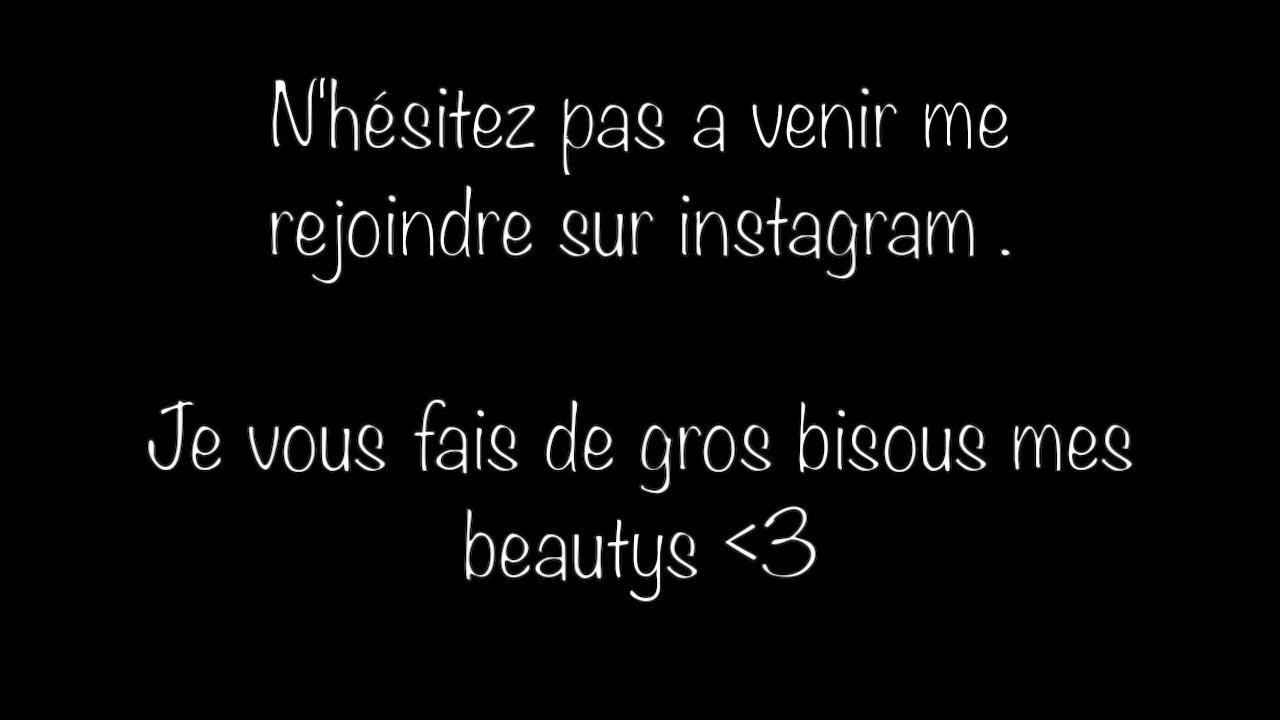 N'hésitez pas a venir me
rejoindre sur instagram .
Je vous fais de gros bisous mes
beautys <3